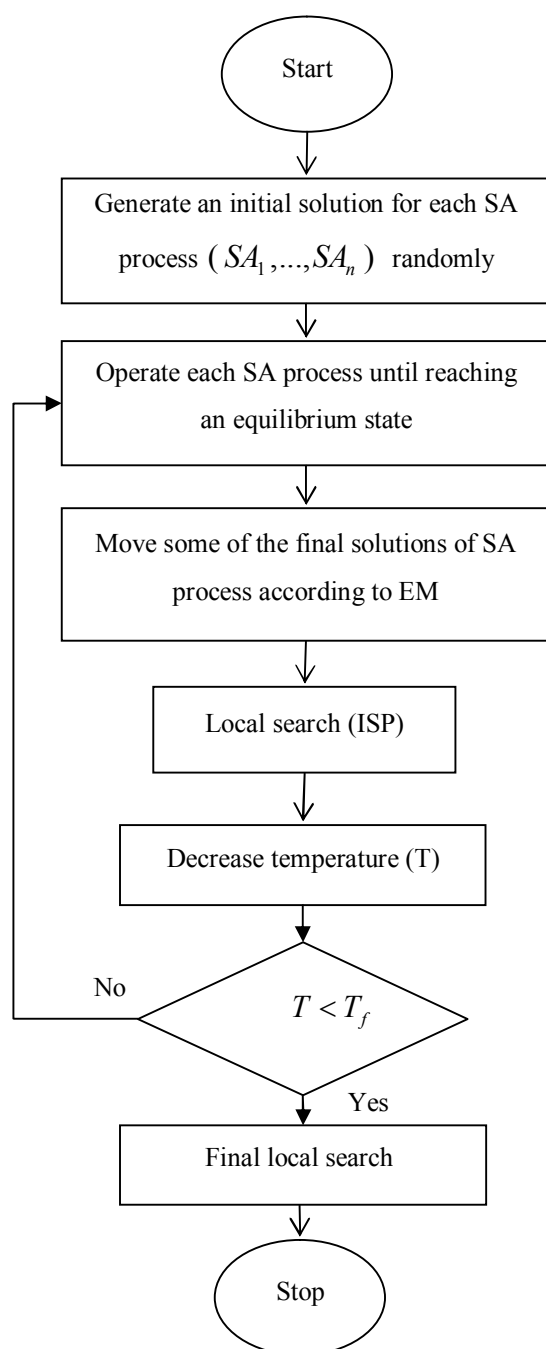 Start
Generate an initial solution for each SA
process (SA₁,...,SAₙ) randomly
Operate each SA process until reaching
an equilibrium state
Move some of the final solutions of SA
process according to EM
Local search (ISP)
Decrease temperature (T)
No
T < T_f
Yes
Final local search
Stop